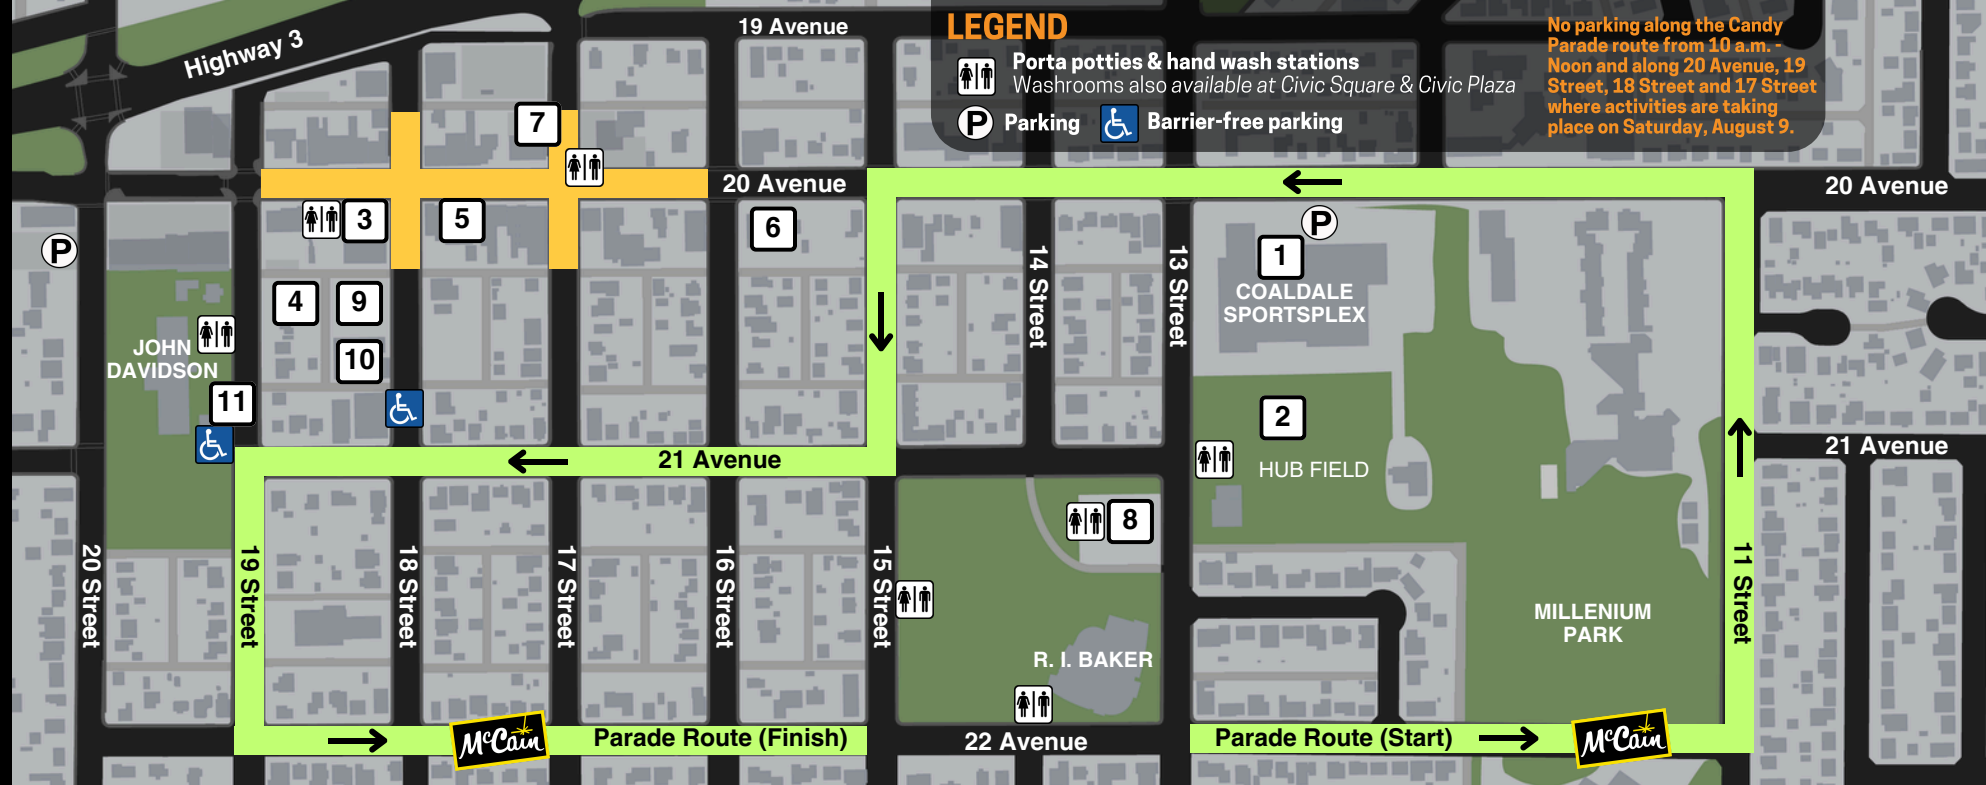 LEGEND
Porta potties & hand wash stations
Washrooms also available at Civic Square & Civic Plaza
P Parking
Barrier-free parking
No parking along the Candy
Parade route from 10 a.m. -
Noon and along 20 Avenue, 19
Street, 18 Street and 17 Street
where activities are taking
place on Saturday, August 9.
19 Avenue
Highway 3
7
20 Avenue
20 Avenue
3
5
6
P
P
1
COALDALE
SPORTSPLEX
14 Street
13 Street
4
9
10
JOHN
DAVIDSON
11
2
HUB FIELD
21 Avenue
21 Avenue
8
20 Street
19 Street
18 Street
17 Street
16 Street
15 Street
11 Street
MILLENIUM
PARK
R. I. BAKER
McCain
Parade Route (Finish)
22 Avenue
Parade Route (Start)
McCain